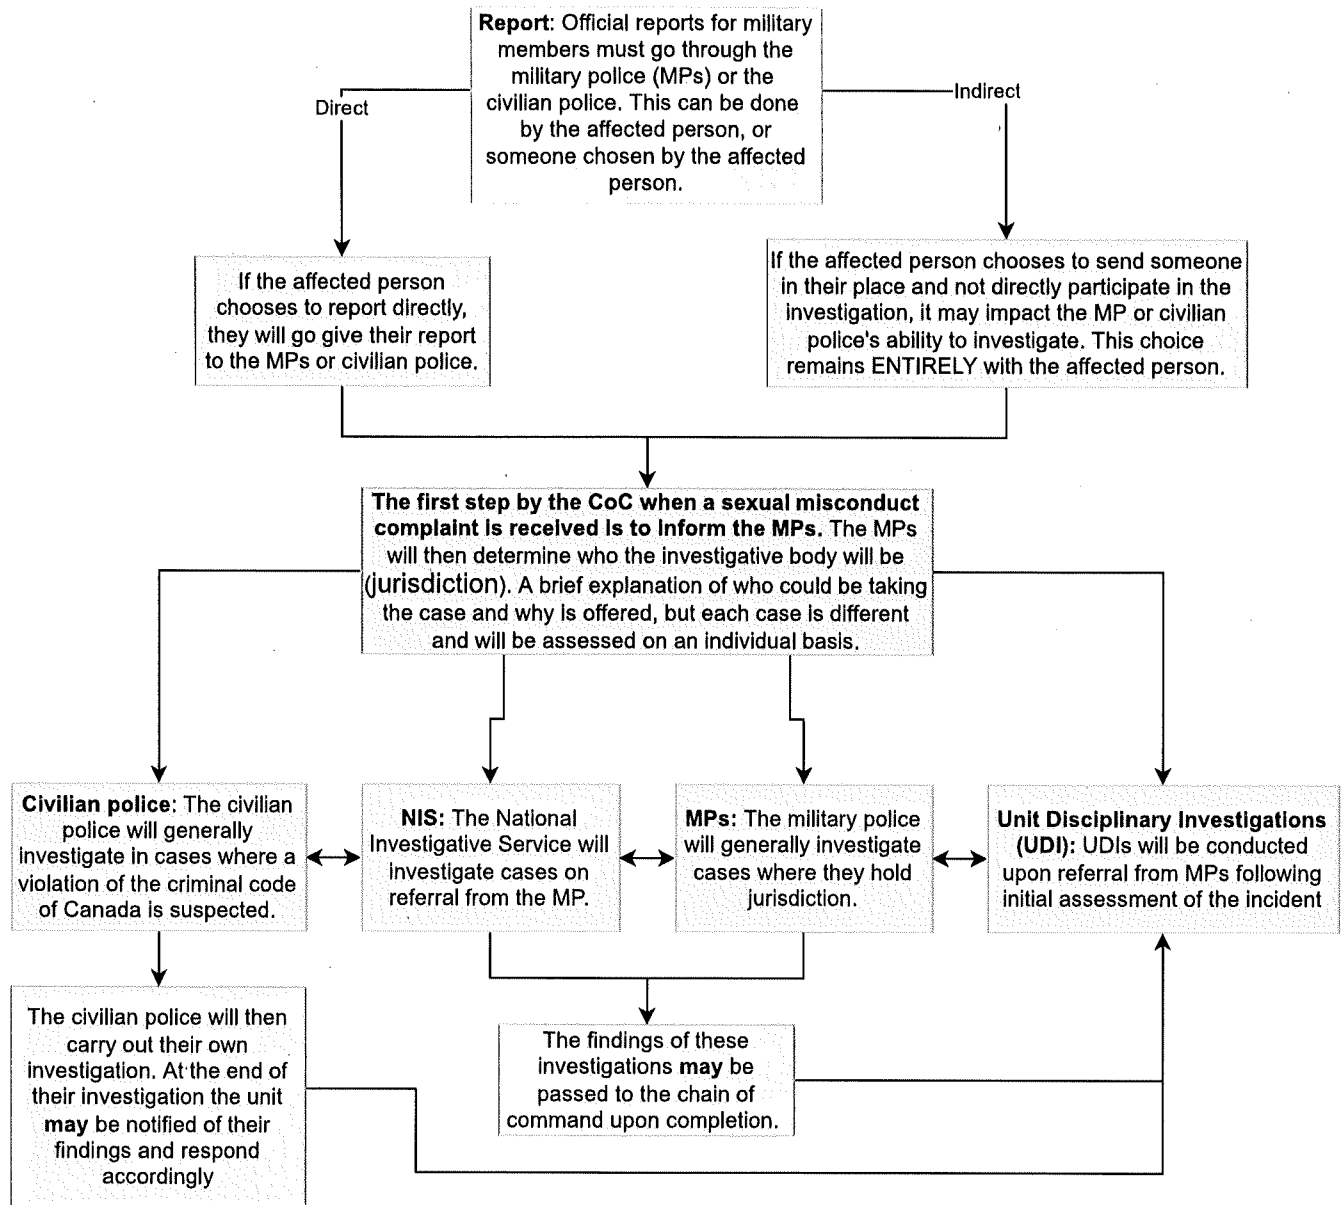 Report: Official reports for military
members must go through the
military police (MPs) or the
civilian police. This can be done
by the affected person, or
someone chosen by the affected
person.
Direct
Indirect
If the affected person
chooses to report directly,
they will go give their report
to the MPs or civilian police.
If the affected person chooses to send someone
in their place and not directly participate in the
investigation, it may impact the MP or civilian
police's ability to investigate. This choice
remains ENTIRELY with the affected person.
The first step by the CoC when a sexual misconduct
complaint is received is to inform the MPs. The MPs
will then determine who the investigative body will be
(jurisdiction). A brief explanation of who could be taking
the case and why is offered, but each case is different
and will be assessed on an individual basis.
Civilian police: The civilian
police will generally
investigate in cases where a
violation of the criminal code
of Canada is suspected.
NIS: The National
Investigative Service will
investigate cases on
referral from the MP.
MPs: The military police
will generally investigate
cases where they hold
jurisdiction.
Unit Disciplinary Investigations
(UDI): UDIs will be conducted
upon referral from MPs following
initial assessment of the incident
The civilian police will then
carry out their own
investigation. At the end of
their investigation the unit
may be notified of their
findings and respond
accordingly
The findings of these
investigations may be
passed to the chain of
command upon completion.